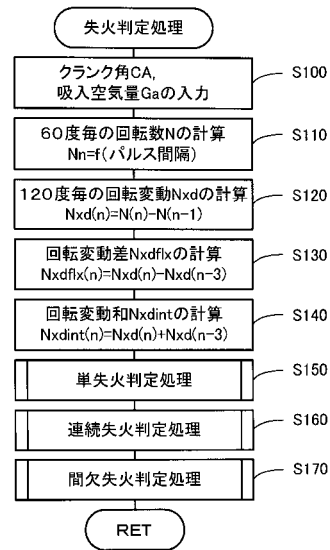 失火判定処理
クランク角CA,
吸入空気量Gaの入力
S100
60度毎の回転数Nの計算
Nn=f(パルス間隔)
S110
120度毎の回転変動Nxdの計算
Nxd(n)=N(n)-N(n-1)
S120
回転変動差Nxdflxの計算
Nxdflx(n)=Nxd(n)-Nxd(n-3)
S130
回転変動和Nxdintの計算
Nxdint(n)=Nxd(n)+Nxd(n-3)
S140
単失火判定処理
S150
連続失火判定処理
S160
間欠失火判定処理
S170
RET